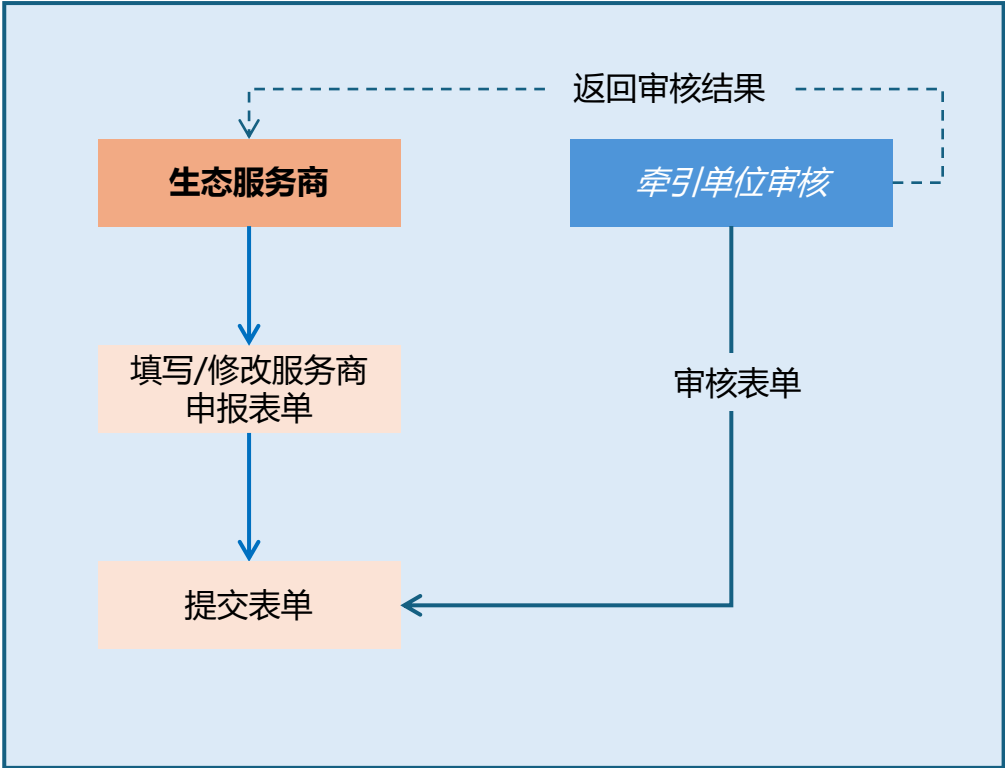 返回审核结果
生态服务商
牵引单位审核
填写/修改服务商
申报表单
审核表单
提交表单